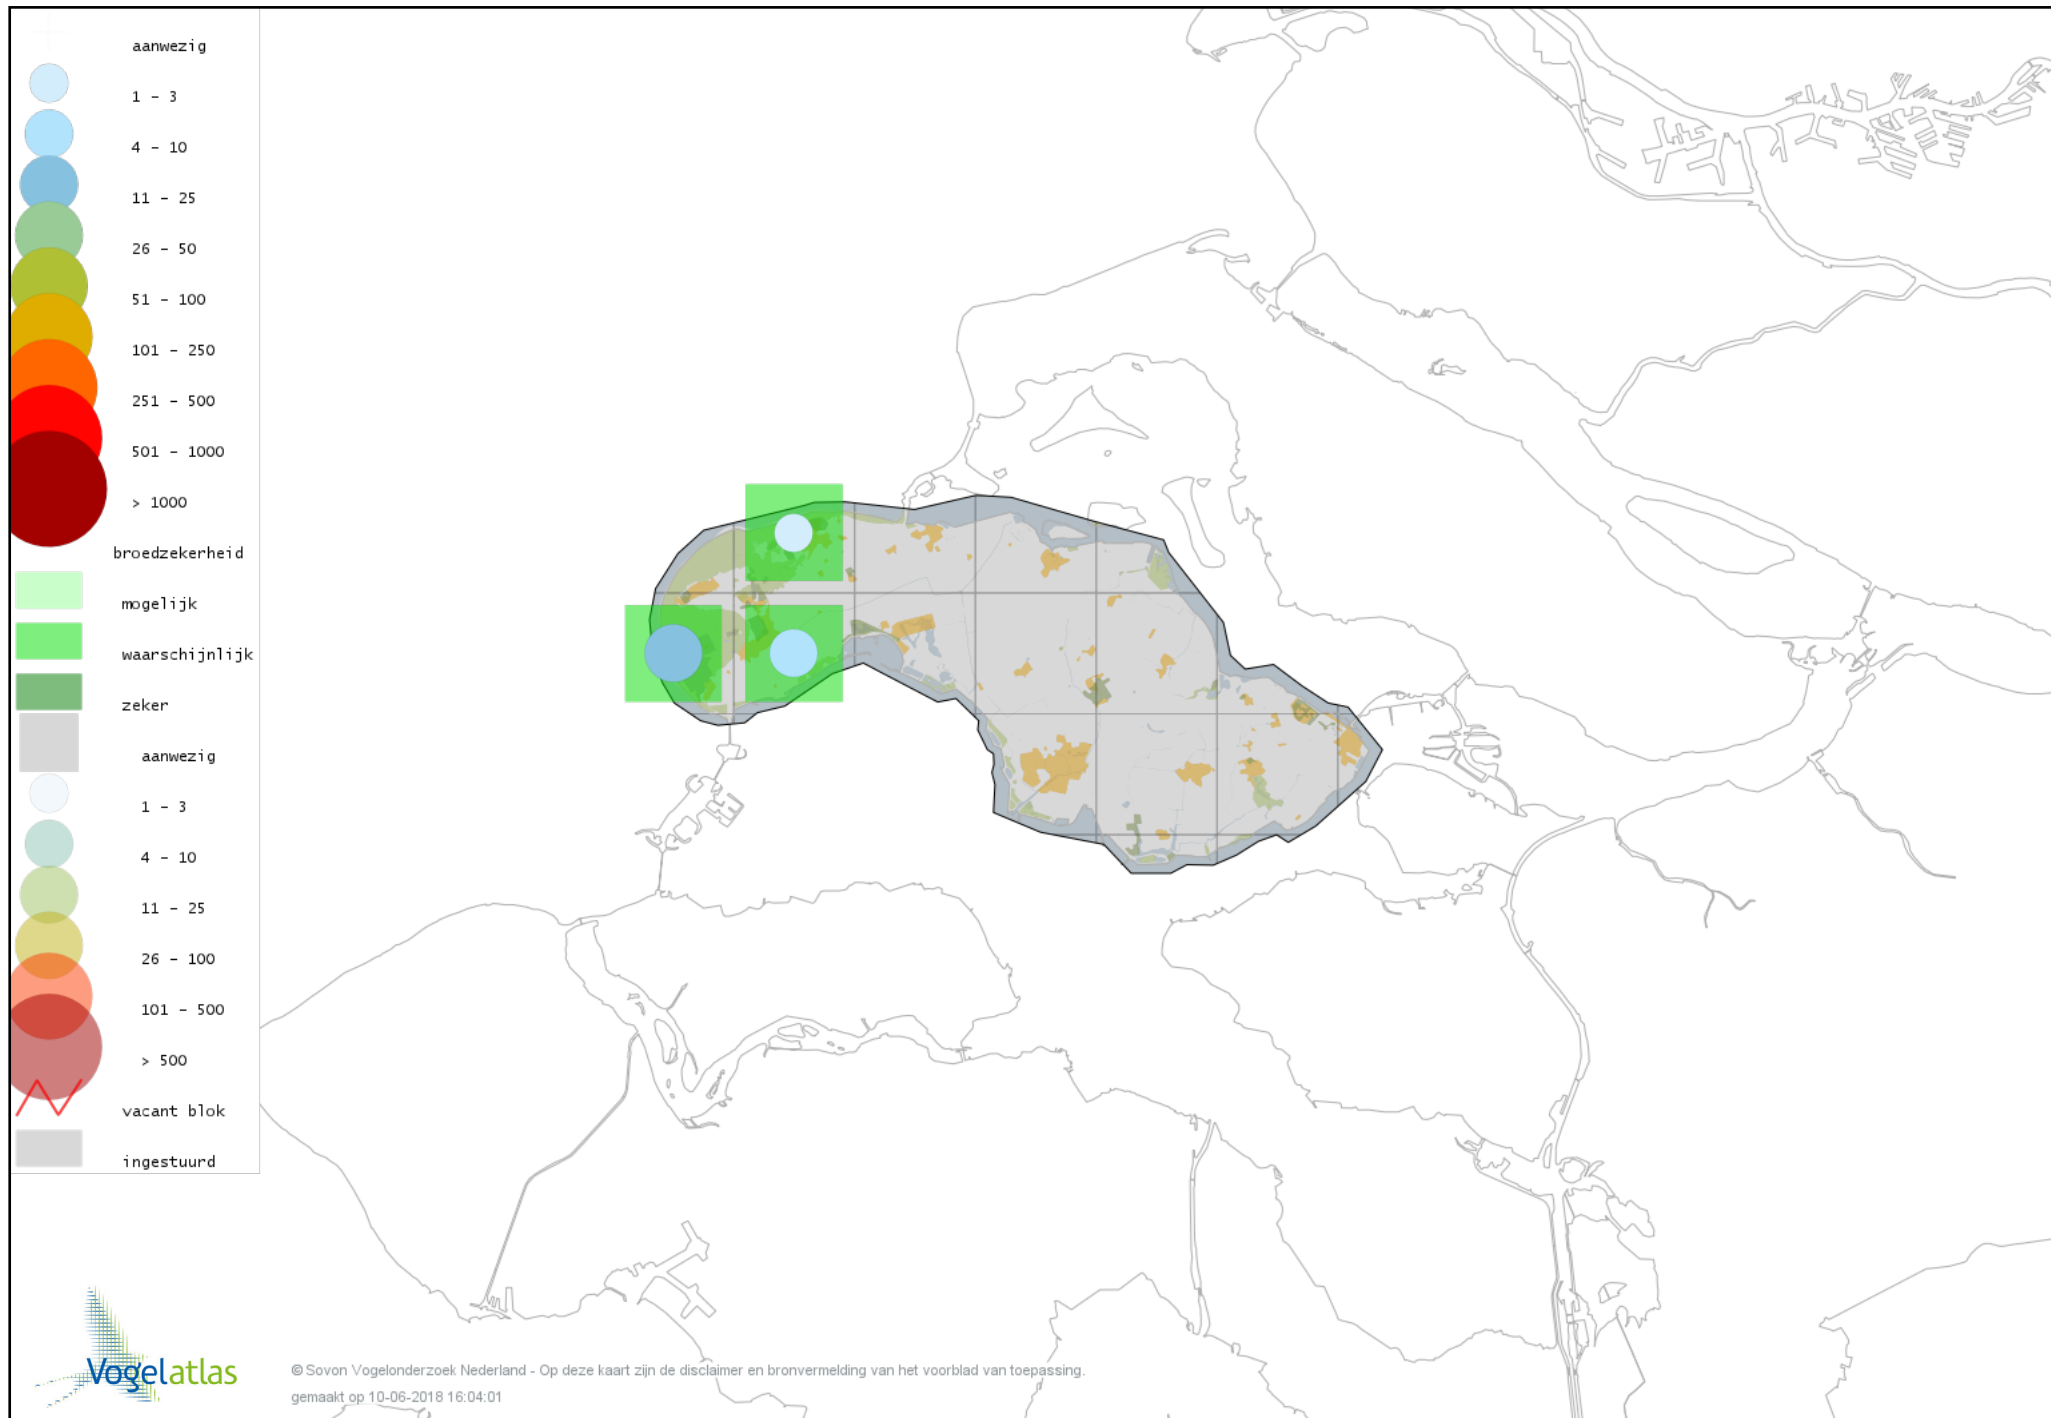 aanwezig
1 - 3
4 - 10
11 - 25
26 - 50
51 - 100
101 - 250
251 - 500
501 - 1000
> 1000
broedzekerheid
mogelijk
waarschijnlijk
zeker
aanwezig
1 - 3
4 - 10
11 - 25
26 - 100
101 - 500
> 500
vacant blok
ingestuurd
Vogelatlas
© Sovon Vogelonderzoek Nederland - Op deze kaart zijn de disclaimer en bronvermelding van het voorblad van toepassing.
gemaakt op 10-06-2018 16:04:01